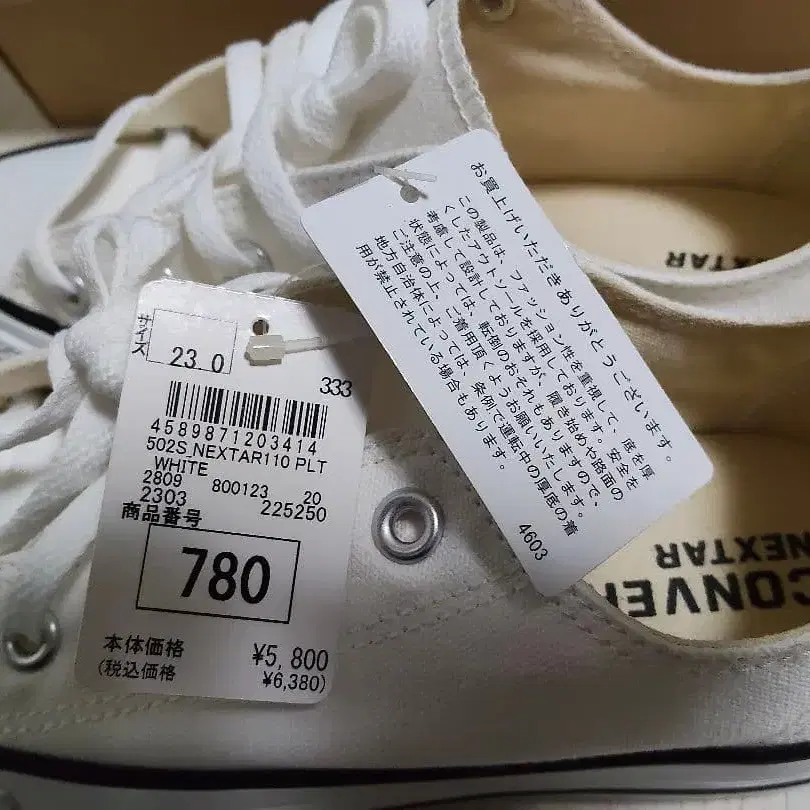 サイズ
23.0
333
4589871203414
502S NEXTAR110 PLT
WHITE
2809 800123 20
2303 225250
商品番号
780
本体価格 ¥5,800
(税込価格 ¥6,380)
お買上げいただきありがとうございます。
この製品は、ファッション性を重視して、底を厚
くしたアウトソールを採用しております。安全を
考慮して設計しておりますが、履き始めや路面の
状態によっては、転倒のおそれもありますので、
ご注意の上、ご着用頂くようお願いいたします。
地方自治体によっては、条例で運転中の厚底の着
用が禁止されている場合もあります。
4603
NEXTAR
CONVER
NEXTAR